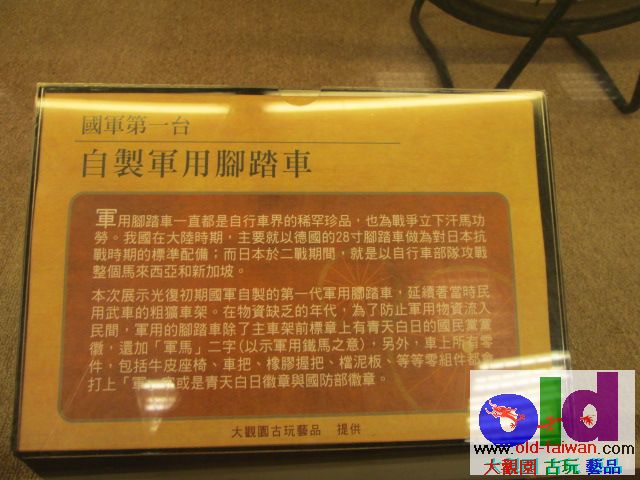 國軍第一台
自製軍用腳踏車
軍用腳踏車一直都是自行車界的稀罕珍品，也為戰爭立下汗馬功
勞。我國在大陸時期，主要就以德國的28寸腳踏車做為對日本抗
戰時期的標準配備；而日本於二戰期間，就是以自行車部隊攻戰
整個馬來西亞和新加坡。
本次展示光復初期國軍自製的第一代軍用腳踏車，延續著當時民
用武車的粗獷車架。在物資缺乏的年代，為了防止軍用物資流入
民間，軍用的腳踏車除了主車架前標章上有青天白日的國民黨黨
徽，還加「軍馬」二字（以示軍用鐵馬之意），另外，車上所有零
件，包括牛皮座椅、車把、橡膠握把、檔泥板、等等零組件都會
打上「軍」字或是青天白日徽章與國防部徽章。
大觀園古玩藝品 提供
old
www.old-taiwan.com
大觀園 古玩 藝品